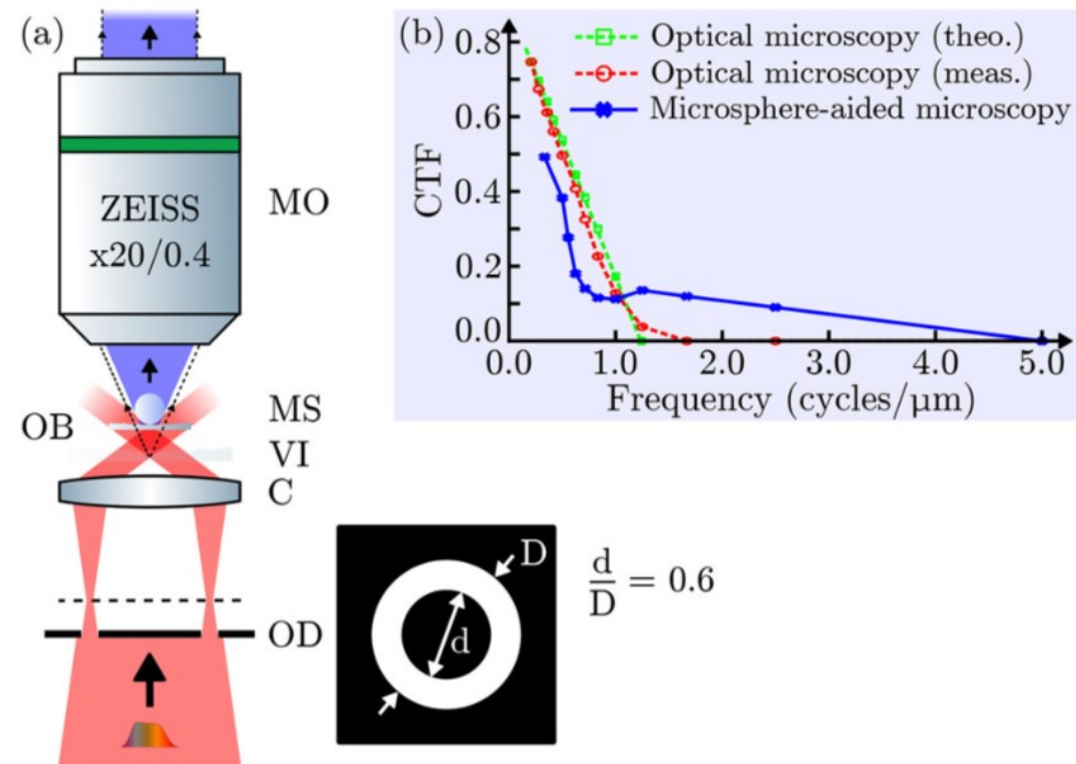 (a)
ZEISS
x20/0.4
MO
MS
OB
VI
C
OD
D
d
d/D = 0.6
(b)
CTF
0.8
0.6
0.4
0.2
0.0
Optical microscopy (theo.)
Optical microscopy (meas.)
Microsphere-aided microscopy
0.0 1.0 2.0 3.0 4.0 5.0
Frequency (cycles/µm)